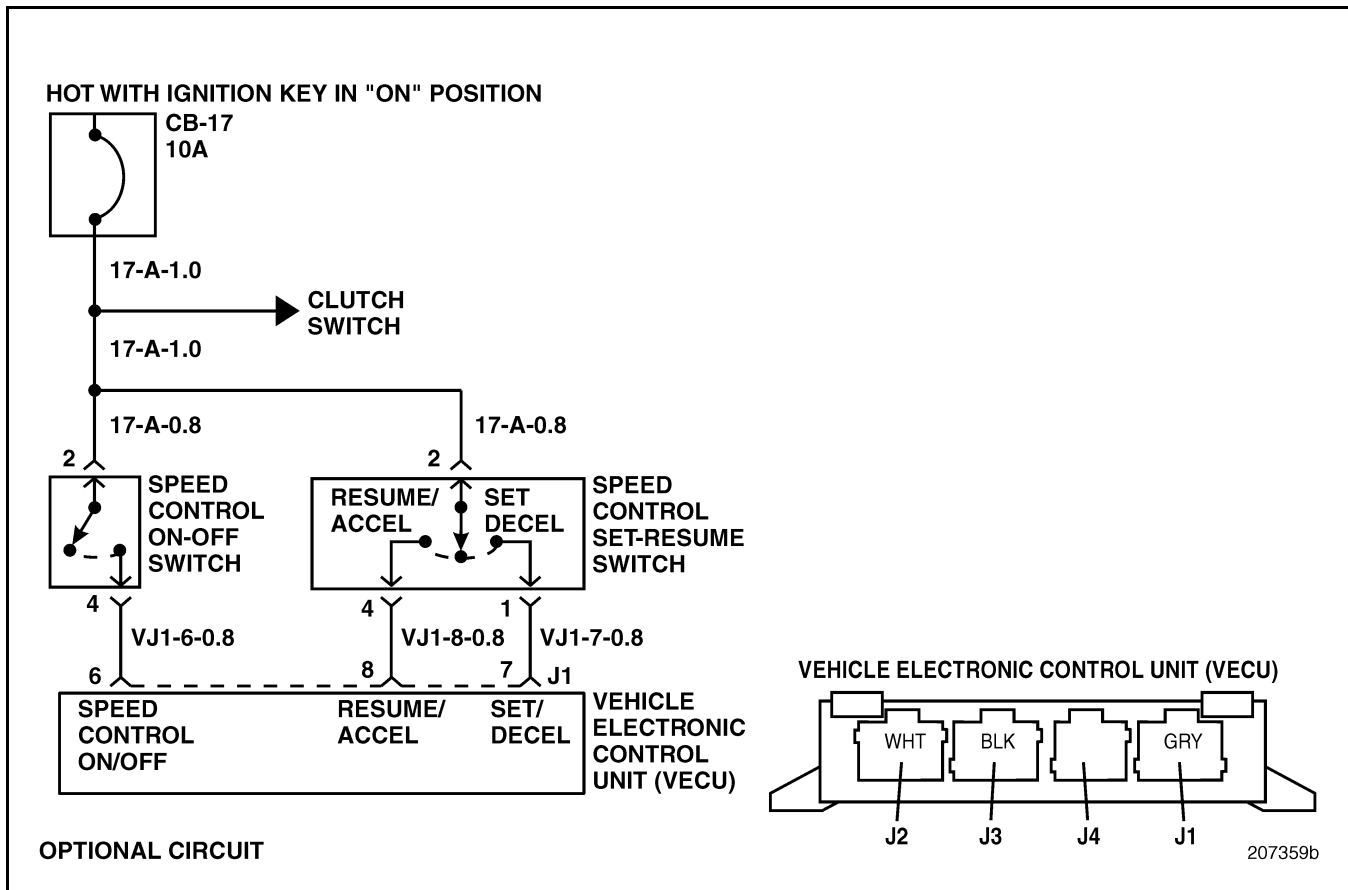 HOT WITH IGNITION KEY IN "ON" POSITION
CB-17
10A
17-A-1.0
CLUTCH
SWITCH
17-A-1.0
17-A-0.8
17-A-0.8
2
2
SPEED
CONTROL
ON-OFF
SWITCH
RESUME/
ACCEL
SET
DECEL
SPEED
CONTROL
SET-RESUME
SWITCH
4
4
1
VJ1-6-0.8
VJ1-8-0.8
VJ1-7-0.8
6
8
7
J1
SPEED
CONTROL
ON/OFF
RESUME/
ACCEL
SET/
DECEL
VEHICLE
ELECTRONIC
CONTROL
UNIT (VECU)
VEHICLE ELECTRONIC CONTROL UNIT (VECU)
WHT
BLK
GRY
J2
J3
J4
J1
OPTIONAL CIRCUIT
207359b